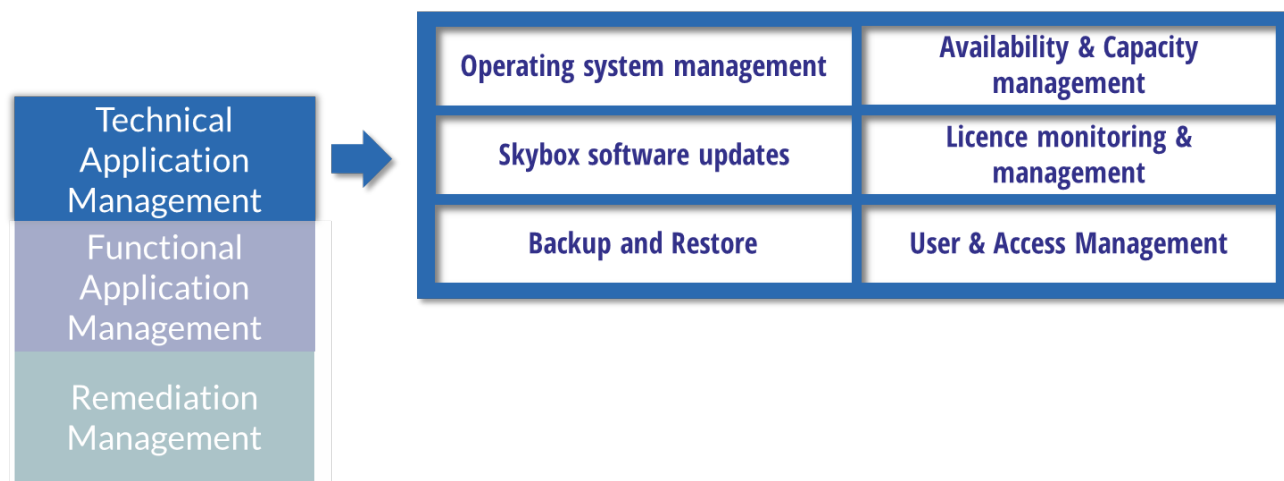 Technical
Application
Management
Functional
Application
Management
Remediation
Management
Operating system management
Availability & Capacity
management
Skybox software updates
Licence monitoring &
management
Backup and Restore
User & Access Management